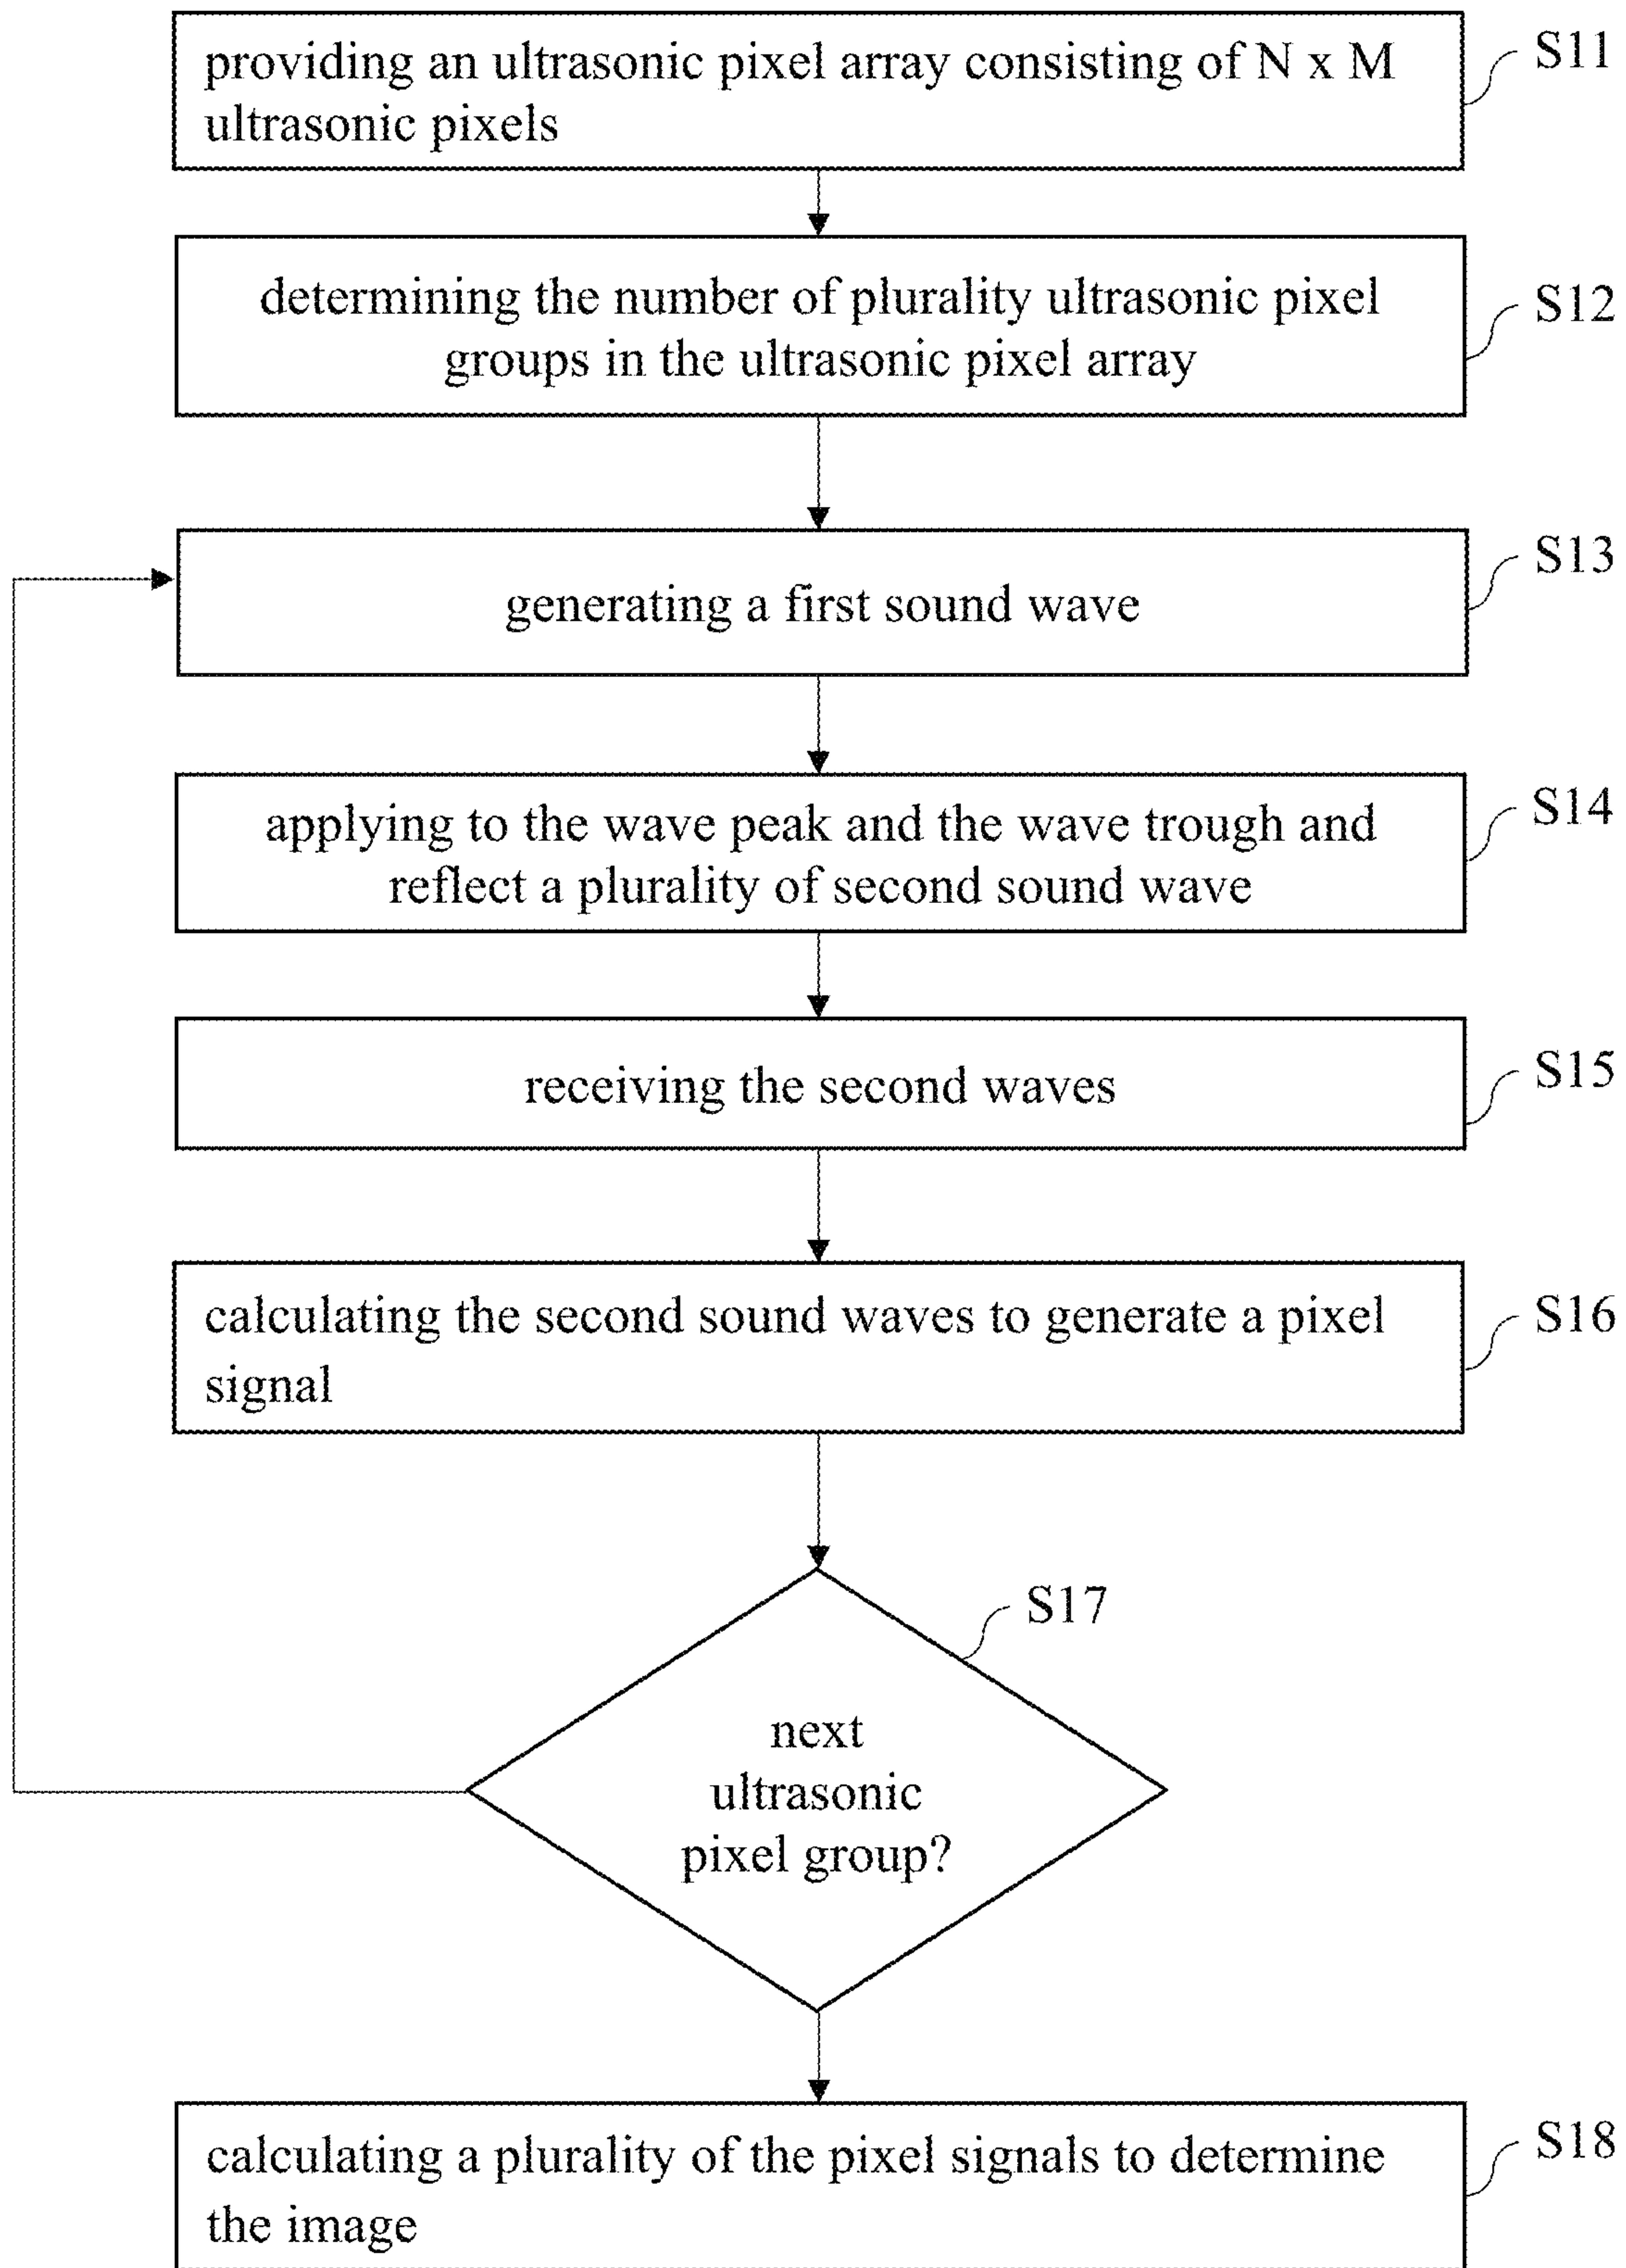 providing an ultrasonic pixel array consisting of N x M
ultrasonic pixels
S11
determining the number of plurality ultrasonic pixel
groups in the ultrasonic pixel array
S12
generating a first sound wave
S13
applying to the wave peak and the wave trough and
reflect a plurality of second sound wave
S14
receiving the second waves
S15
calculating the second sound waves to generate a pixel
signal
S16
S17
next
ultrasonic
pixel group?
calculating a plurality of the pixel signals to determine
the image
S18